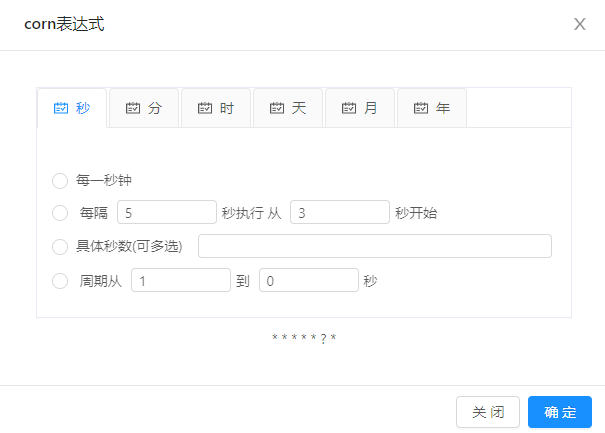 corn表达式 X
秒 分 时 天 月 年
每一秒钟
每隔 5 秒执行 从 3 秒开始
具体秒数(可多选)
周期从 1 到 0 秒
* * * * * ? *
关 闭 确 定